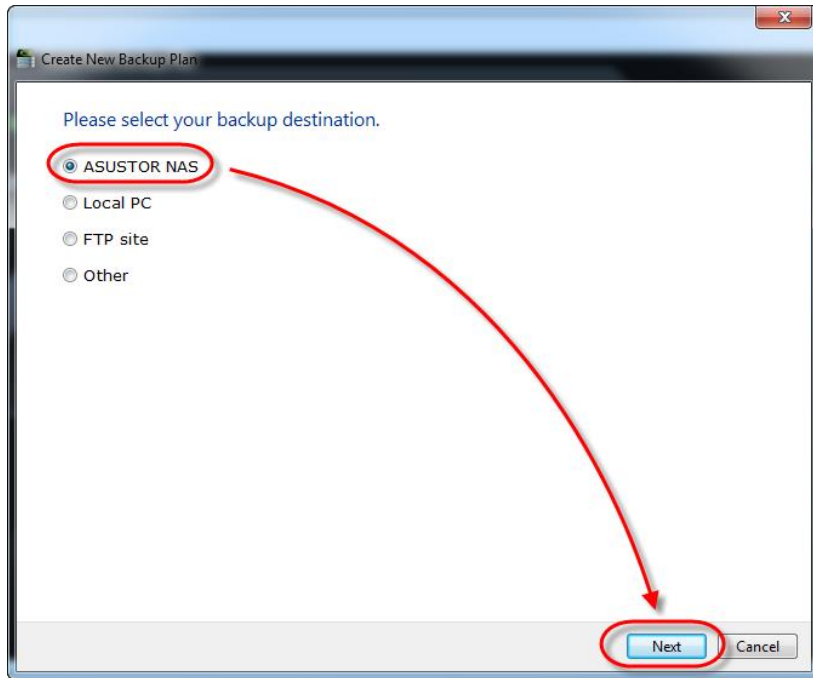 Create New Backup Plan
Please select your backup destination.
ASUSTOR NAS
Local PC
FTP site
Other
Next
Cancel